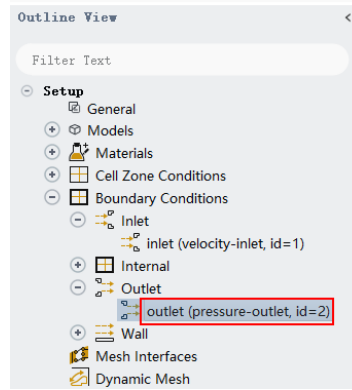 Outline View <
Filter Text
Setup
General
Models
Materials
Cell Zone Conditions
Boundary Conditions
Inlet
inlet (velocity-inlet, id=1)
Internal
Outlet
outlet (pressure-outlet, id=2)
Wall
Mesh Interfaces
Dynamic Mesh